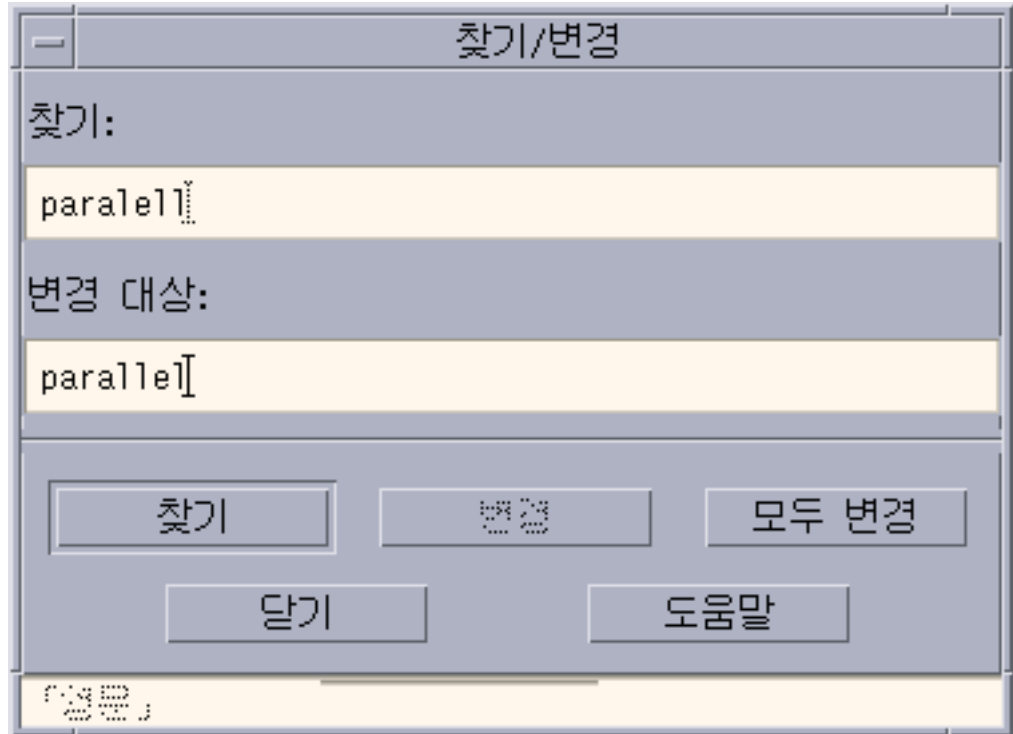 찾기/변경
찾기:
paralell
변경 대상:
parallel
찾기 변경 모두 변경
닫기 도움말